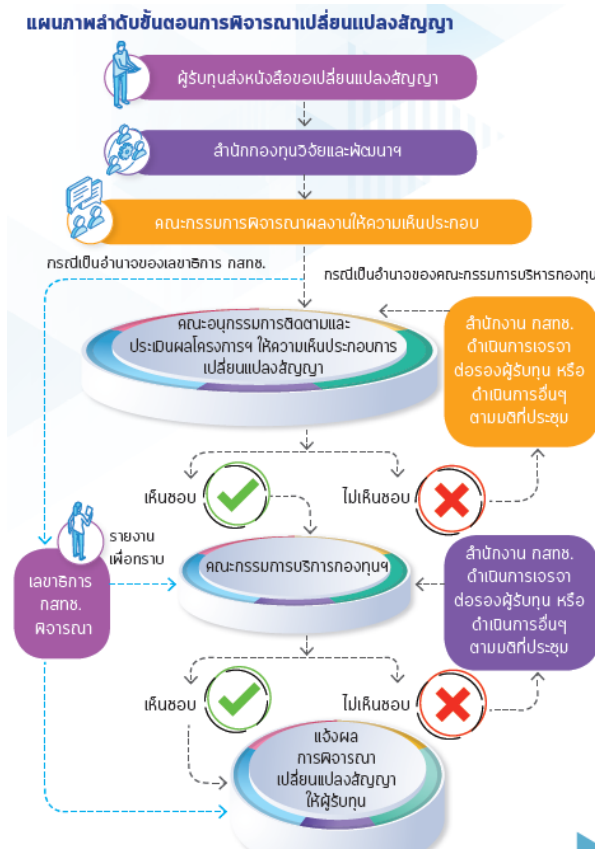 แผนภาพลำดับขั้นตอนการพิจารณาเปลี่ยนแปลงสัญญา
ผู้รับทุนส่งหนังสือขอเปลี่ยนแปลงสัญญา
สำนักกองทุนวิจัยและพัฒนาฯ
คณะกรรมการพิจารณาผลงานให้ความเห็นประกอบ
กรณีเป็นอำนาจของเลขาธิการ กสทช.
กรณีเป็นอำนาจของคณะกรรมการบริหารกองทุน
คณะอนุกรรมการติดตามและ
ประเมินผลโครงการฯ ให้ความเห็นประกอบการ
เปลี่ยนแปลงสัญญา
สำนักงาน กสทช.
ดำเนินการเจรจา
ต่อรองผู้รับทุน หรือ
ดำเนินการอื่นๆ
ตามมติที่ประชุม
เห็นชอบ
ไม่เห็นชอบ
รายงาน
เพื่อทราบ
เลขาธิการ
กสทช.
พิจารณา
คณะกรรมการบริการกองทุนฯ
สำนักงาน กสทช.
ดำเนินการเจรจา
ต่อรองผู้รับทุน หรือ
ดำเนินการอื่นๆ
ตามมติที่ประชุม
เห็นชอบ
ไม่เห็นชอบ
แจ้งผล
การพิจารณา
เปลี่ยนแปลงสัญญา
ให้ผู้รับทุน